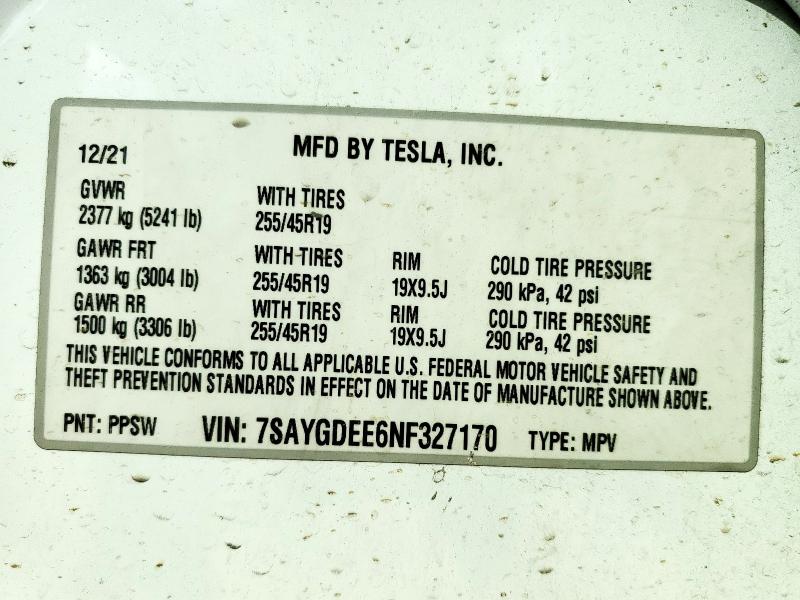 12/21 MFD BY TESLA, INC.
GVWR WITH TIRES
2377 kg (5241 lb) 255/45R19
GAWR FRT WITH TIRES RIM COLD TIRE PRESSURE
1363 kg (3004 lb) 255/45R19 19X9.5J 290 kPa, 42 psi
GAWR RR WITH TIRES RIM COLD TIRE PRESSURE
1500 kg (3306 lb) 255/45R19 19X9.5J 290 kPa, 42 psi
THIS VEHICLE CONFORMS TO ALL APPLICABLE U.S. FEDERAL MOTOR VEHICLE SAFETY AND
THEFT PREVENTION STANDARDS IN EFFECT ON THE DATE OF MANUFACTURE SHOWN ABOVE.
PNT: PPSW VIN: 7SAYGDEE6NF327170 TYPE: MPV